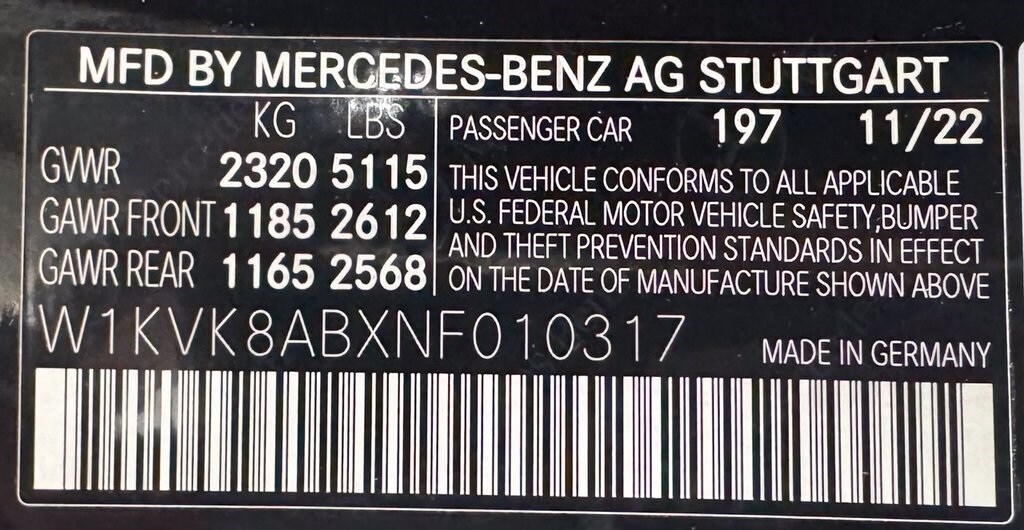 MFD BY MERCEDES-BENZ AG STUTTGART
KG LBS
GVWR 2320 5115
GAWR FRONT 1185 2612
GAWR REAR 1165 2568
PASSENGER CAR 197 11/22
THIS VEHICLE CONFORMS TO ALL APPLICABLE
U.S. FEDERAL MOTOR VEHICLE SAFETY,BUMPER
AND THEFT PREVENTION STANDARDS IN EFFECT
ON THE DATE OF MANUFACTURE SHOWN ABOVE
W1KVK8ABXNF010317
MADE IN GERMANY